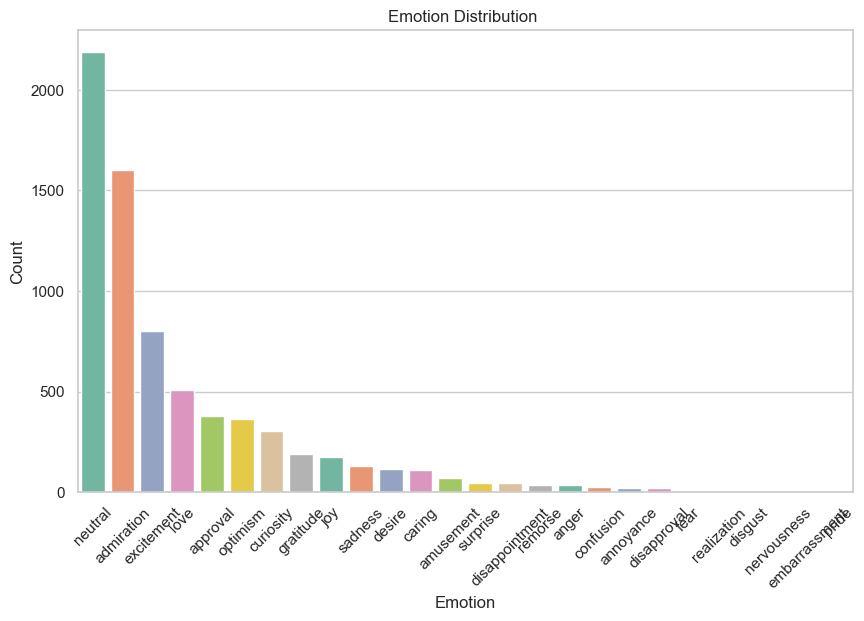 Emotion Distribution
Count
2000
1500
1000
500
0
neutral
admiration
excitement
love
approval
optimism
curiosity
gratitude
joy
sadness
desire
caring
amusement
surprise
disappointment
remorse
anger
confusion
annoyance
disapproval
fear
realization
disgust
nervousness
embarrassment
pride
Emotion